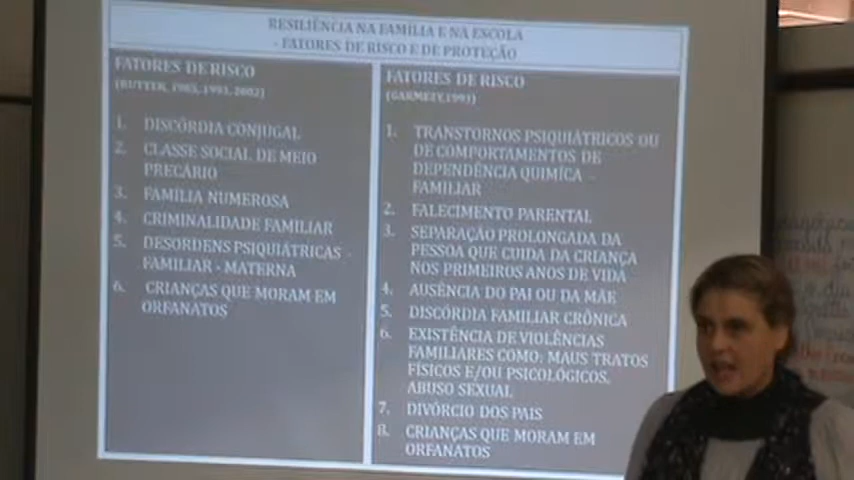 RESILIÊNCIA NA FAMÍLIA E NA ESCOLA
- FATORES DE RISCO E DE PROTEÇÃO
FATORES DE RISCO
(RUTTER, 1985, 1993, 2002)
1. DISCÓRDIA CONJUGAL
2. CLASSE SOCIAL DE MEIO
PRECÁRIO
3. FAMÍLIA NUMEROSA
4. CRIMINALIDADE FAMILIAR
5. DESORDENS PSIQUIÁTRICAS -
FAMILIAR - MATERNA
6. CRIANÇAS QUE MORAM EM
ORFANATOS
FATORES DE RISCO
(GARMEZY, 1993)
1. TRANSTORNOS PSIQUIÁTRICOS OU
DE COMPORTAMENTOS DE
DEPENDÊNCIA QUIMÍCA -
FAMILIAR
2. FALECIMENTO PARENTAL
3. SEPARAÇÃO PROLONGADA DA
PESSOA QUE CUIDA DA CRIANÇA
NOS PRIMEIROS ANOS DE VIDA
4. AUSÊNCIA DO PAI OU DA MÃE
5. DISCÓRDIA FAMILIAR CRÔNICA
6. EXISTÊNCIA DE VIOLÊNCIAS
FAMILIARES COMO: MAUS TRATOS
FÍSICOS E/OU PSICOLÓGICOS,
ABUSO SEXUAL
7. DIVÓRCIO DOS PAIS
8. CRIANÇAS QUE MORAM EM
ORFANATOS